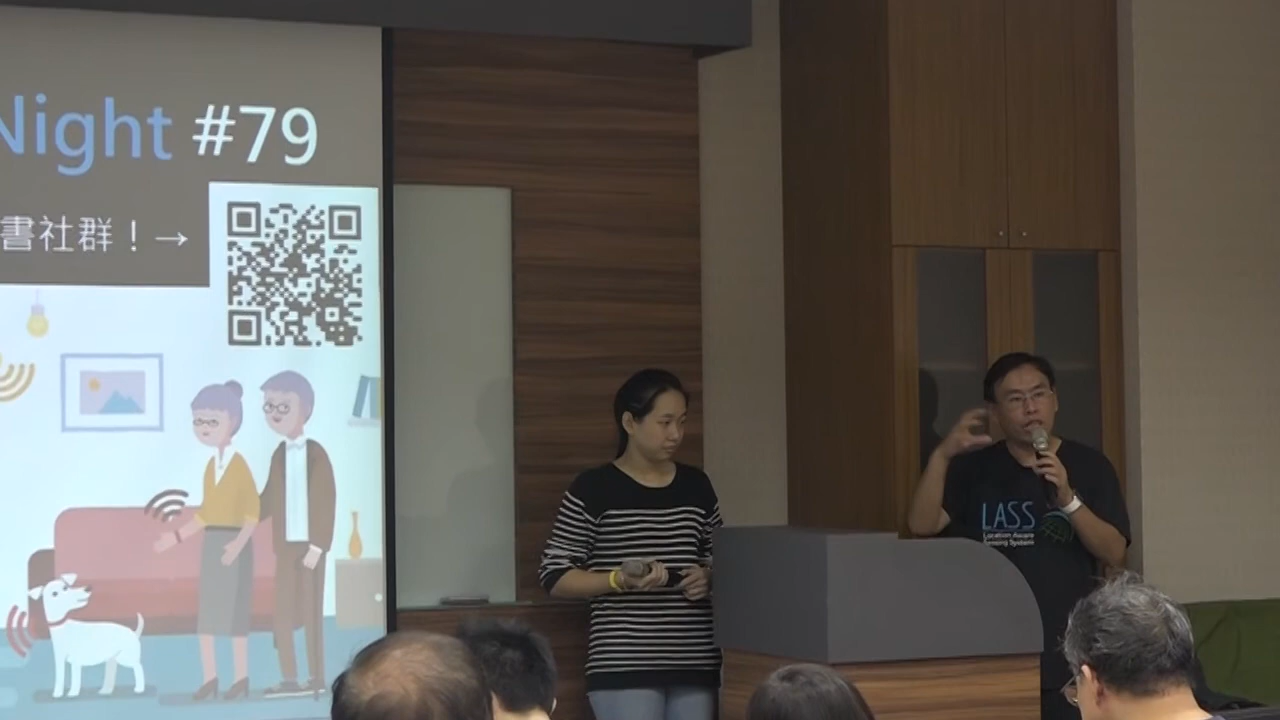 Night #79
書社群！→
LASS
Location Aware
Sensing System